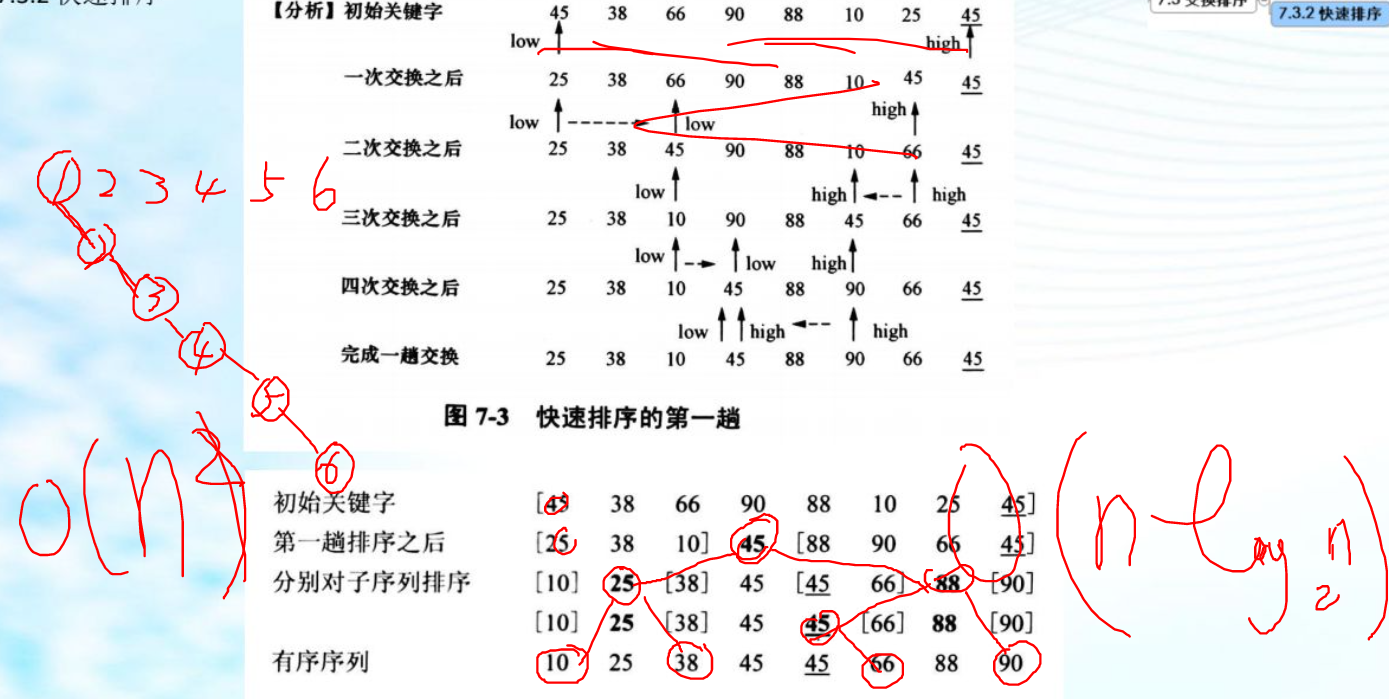 7.3.2 快速排序
7.3 交换排序
7.3.2 快速排序
【分析】初始关键字 45 38 66 90 88 10 25 45
low high
一次交换之后 25 38 66 90 88 10 45 45
low low high
二次交换之后 25 38 45 90 88 10 66 45
low high high
三次交换之后 25 38 10 90 88 45 66 45
low low high
四次交换之后 25 38 10 45 88 90 66 45
low high high
完成一趟交换 25 38 10 45 88 90 66 45
图 7-3 快速排序的第一趟
1 2 3 4 5 6
2
3
4
5
6
O(n²)
初始关键字 [45 38 66 90 88 10 25 45]
第一趟排序之后 [25 38 10] 45 [88 90 66 45]
分别对子序列排序 [10] 25 [38] 45 [45 66] 88 [90]
[10] 25 [38] 45 45 [66] 88 [90]
有序序列 10 25 38 45 45 66 88 90
O(n log₂n)